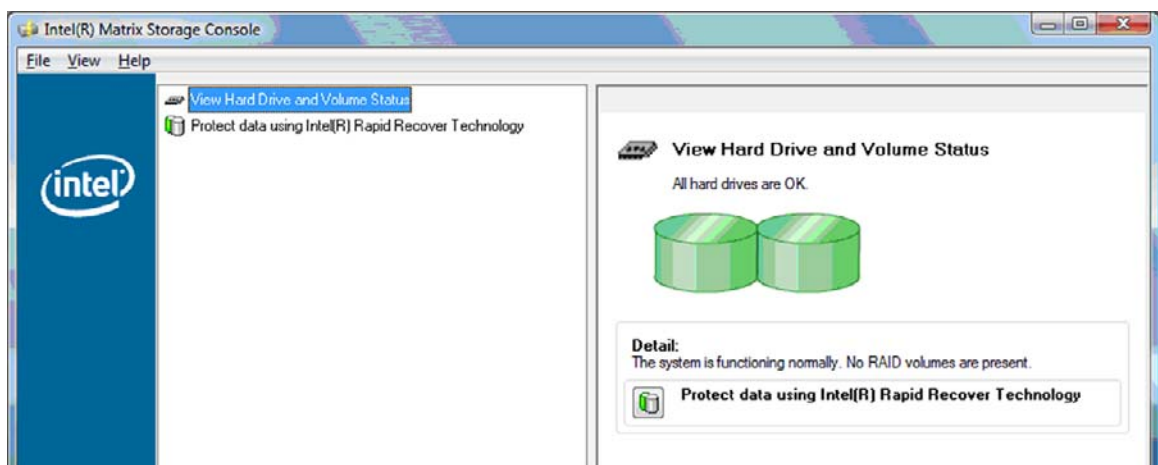 Intel(R) Matrix Storage Console
File View Help
View Hard Drive and Volume Status
Protect data using Intel(R) Rapid Recover Technology
intel
View Hard Drive and Volume Status
All hard drives are OK.
Detail:
The system is functioning normally. No RAID volumes are present.
Protect data using Intel(R) Rapid Recover Technology